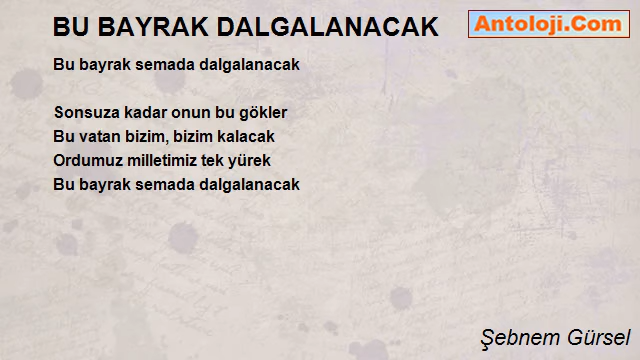 BU BAYRAK DALGALANACAK
Antoloji.Com
Bu bayrak semada dalgalanacak
Sonsuza kadar onun bu gökler
Bu vatan bizim, bizim kalacak
Ordumuz milletimiz tek yürek
Bu bayrak semada dalgalanacak
Şebnem Gürsel